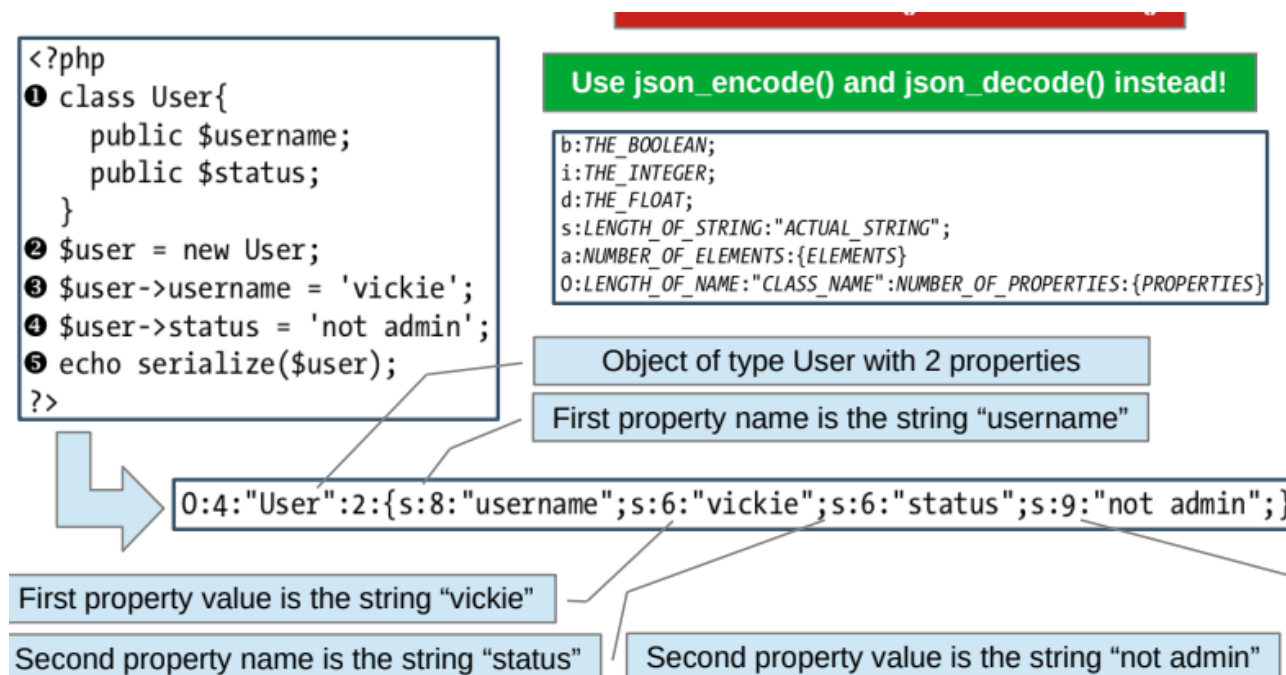 <?php
❶ class User{
public $username;
public $status;
}
❷ $user = new User;
❸ $user->username = 'vickie';
❹ $user->status = 'not admin';
❺ echo serialize($user);
?>
Use json_encode() and json_decode() instead!
b:THE_BOOLEAN;
i:THE_INTEGER;
d:THE_FLOAT;
s:LENGTH_OF_STRING:"ACTUAL_STRING";
a:NUMBER_OF_ELEMENTS:{ELEMENTS}
O:LENGTH_OF_NAME:"CLASS_NAME":NUMBER_OF_PROPERTIES:{PROPERTIES}
Object of type User with 2 properties
First property name is the string “username”
O:4:"User":2:{s:8:"username";s:6:"vickie";s:6:"status";s:9:"not admin";}
First property value is the string “vickie”
Second property name is the string “status”
Second property value is the string “not admin”